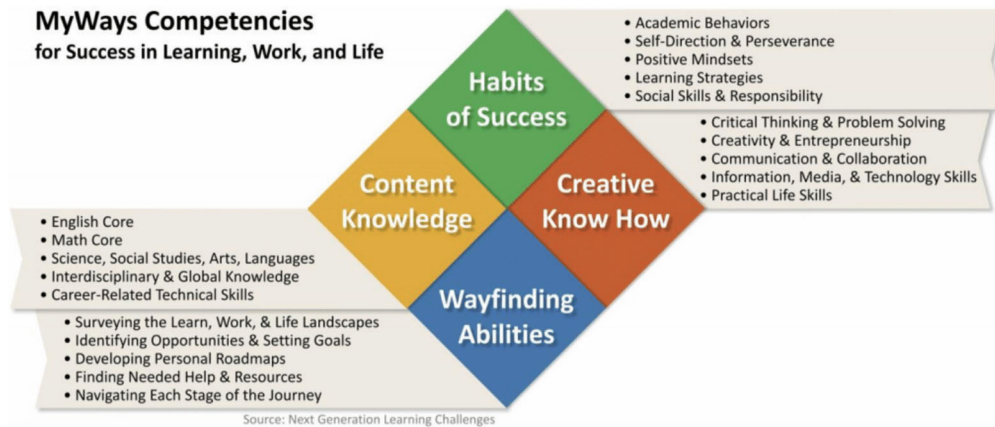 MyWays Competencies
for Success in Learning, Work, and Life
Habits
of Success
• Academic Behaviors
• Self-Direction & Perseverance
• Positive Mindsets
• Learning Strategies
• Social Skills & Responsibility
Creative
Know How
• Critical Thinking & Problem Solving
• Creativity & Entrepreneurship
• Communication & Collaboration
• Information, Media, & Technology Skills
• Practical Life Skills
Content
Knowledge
• English Core
• Math Core
• Science, Social Studies, Arts, Languages
• Interdisciplinary & Global Knowledge
• Career-Related Technical Skills
Wayfinding
Abilities
• Surveying the Learn, Work, & Life Landscapes
• Identifying Opportunities & Setting Goals
• Developing Personal Roadmaps
• Finding Needed Help & Resources
• Navigating Each Stage of the Journey
Source: Next Generation Learning Challenges